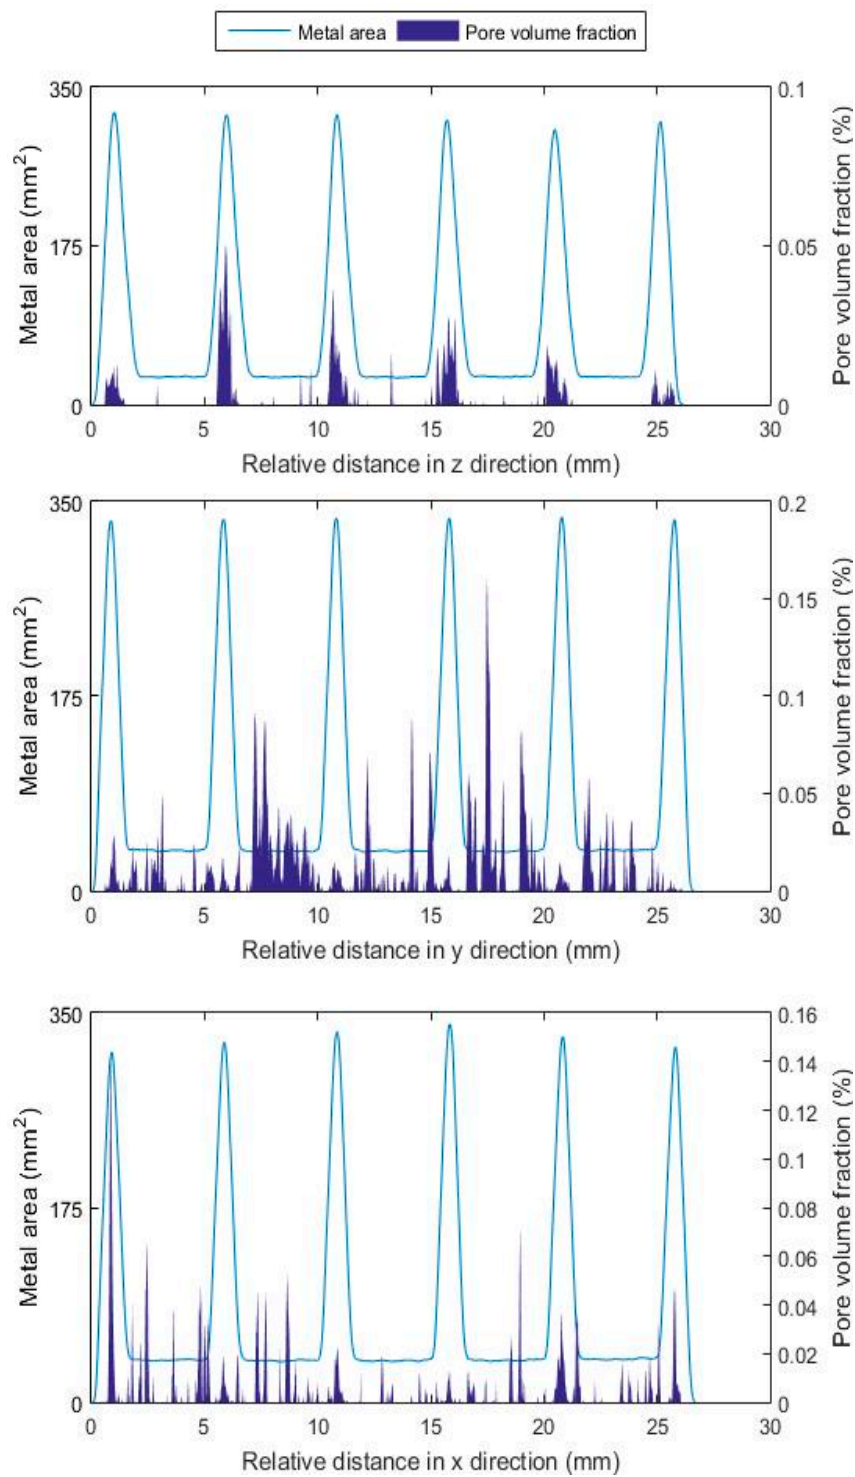 Metal area Pore volume fraction
350 0.1
175 0.05
0 0
0 5 10 15 20 25 30
Metal area (mm²)
Pore volume fraction (%)
Relative distance in z direction (mm)
350 0.2
0.15
175 0.1
0.05
0 0
0 5 10 15 20 25 30
Metal area (mm²)
Pore volume fraction (%)
Relative distance in y direction (mm)
350 0.16
0.14
0.12
0.1
175 0.08
0.06
0.04
0.02
0 0
0 5 10 15 20 25 30
Metal area (mm²)
Pore volume fraction (%)
Relative distance in x direction (mm)